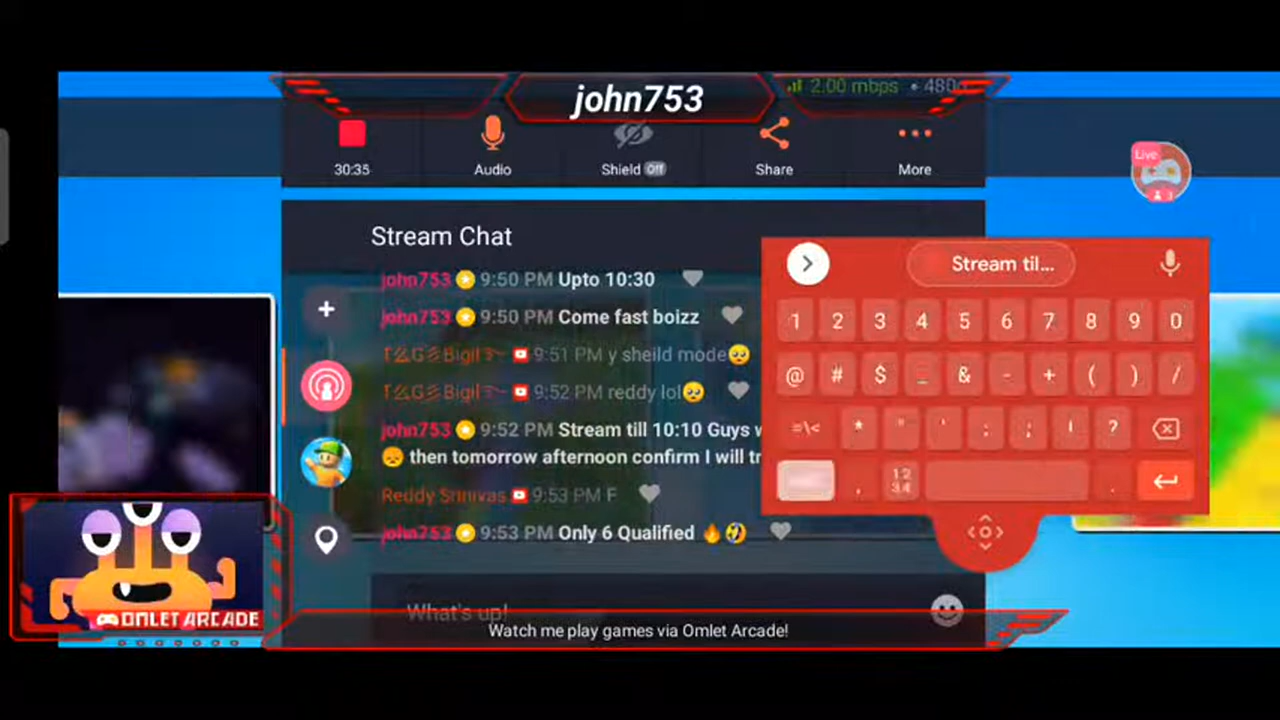 john753
2.00 mbps • 480p
30:35 Audio Shield Off Share More
Live
Stream Chat
john753 9:50 PM Upto 10:30
john753 9:50 PM Come fast boizz
Bigil 9:51 PM y sheild mode🥺
Bigil 9:52 PM reddy lol🥺
john753 9:52 PM Stream till 10:10 Guys
😞 then tomorrow afternoon confirm I will
Reddy Srinivas 9:53 PM F
john753 9:53 PM Only 6 Qualified 🔥🤣
What's up!
Watch me play games via Omlet Arcade!
OMLET ARCADE
Stream til...
1 2 3 4 5 6 7 8 9 0
@ # $ & - + ( ) /
=\< * " ' : ; ! ? 
, 12 .
34